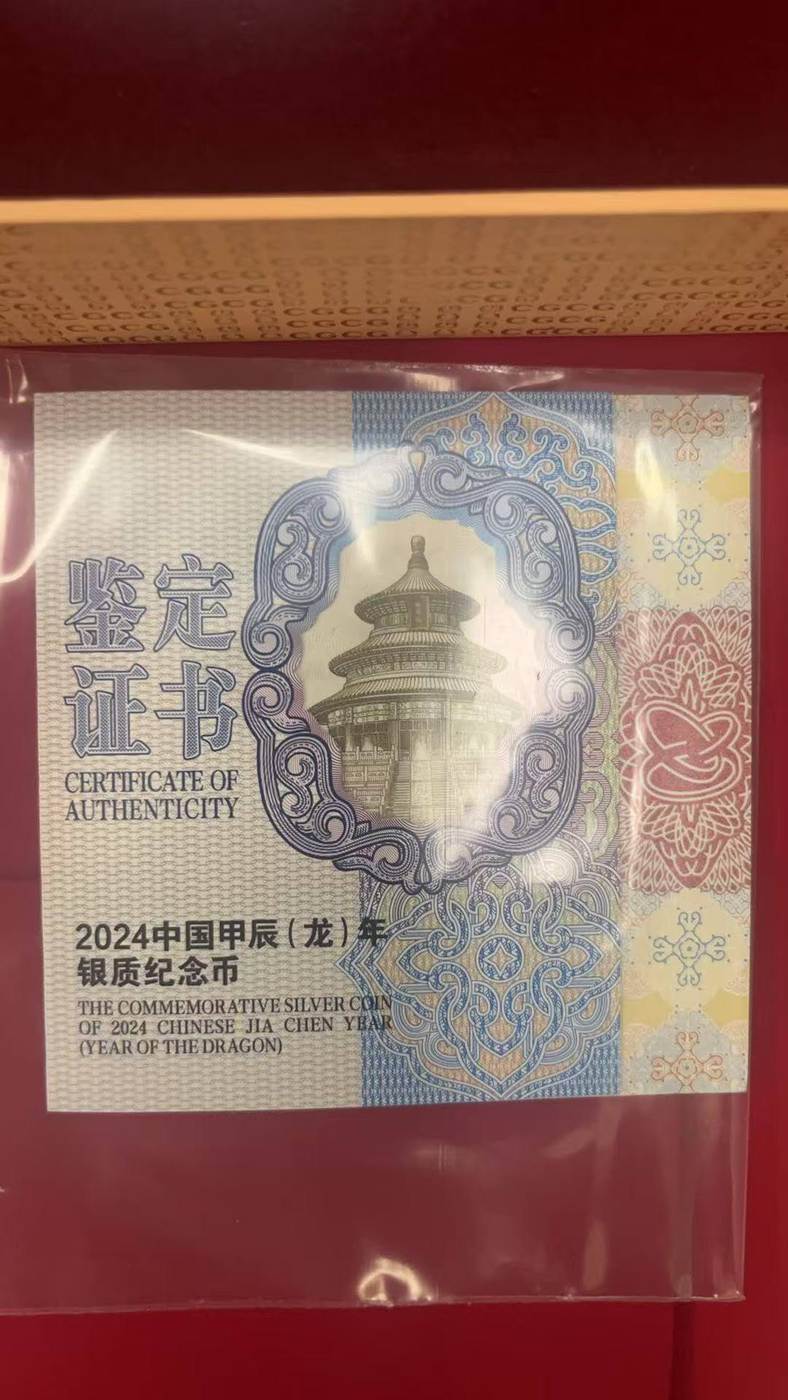 鉴定
证书
CERTIFICATE OF
AUTHENTICITY
2024中国甲辰(龙)年
银质纪念币
THE COMMEMORATIVE SILVER COIN
OF 2024 CHINESE JIA CHEN YEAR
(YEAR OF THE DRAGON)